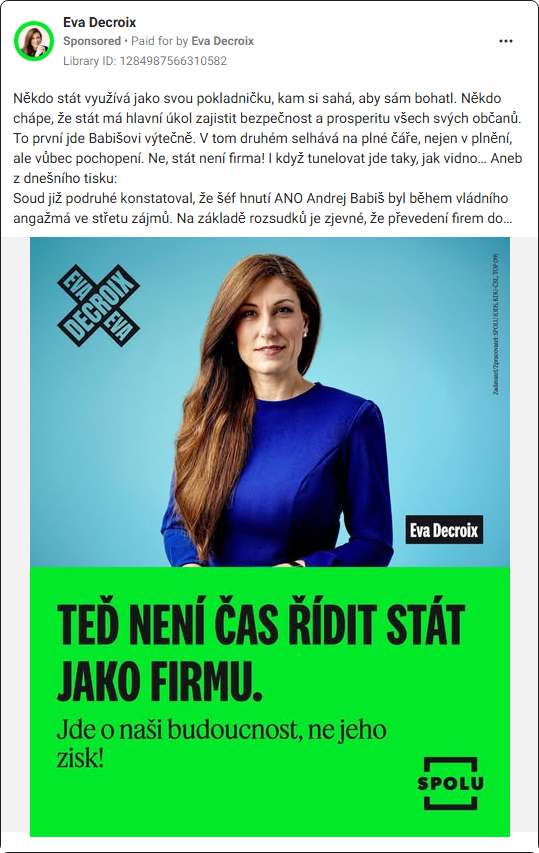 Eva Decroix
Sponsored • Paid for by Eva Decroix
Library ID: 1284987566310582
Někdo stát využívá jako svou pokladničku, kam si sahá, aby sám bohatl. Někdo
chápe, že stát má hlavní úkol zajistit bezpečnost a prosperitu všech svých občanů.
To první jde Babišovi výtečně. V tom druhém selhává na plné čáře, nejen v plnění,
ale vůbec pochopení. Ne, stát není firma! I když tunelovat jde taky, jak vidno… Aneb
z dnešního tisku:
Soud již podruhé konstatoval, že šéf hnutí ANO Andrej Babiš byl během vládního
angažmá ve střetu zájmů. Na základě rozsudků je zjevné, že převedení firem do…
EVA
DECROIX
EVA
Zadavatel/Zpracovatel: SPOLU (ODS, KDU-ČSL, TOP 09)
Eva Decroix
TEĎ NENÍ ČAS ŘÍDIT STÁT
JAKO FIRMU.
Jde o naši budoucnost, ne jeho
zisk!
SPOLU